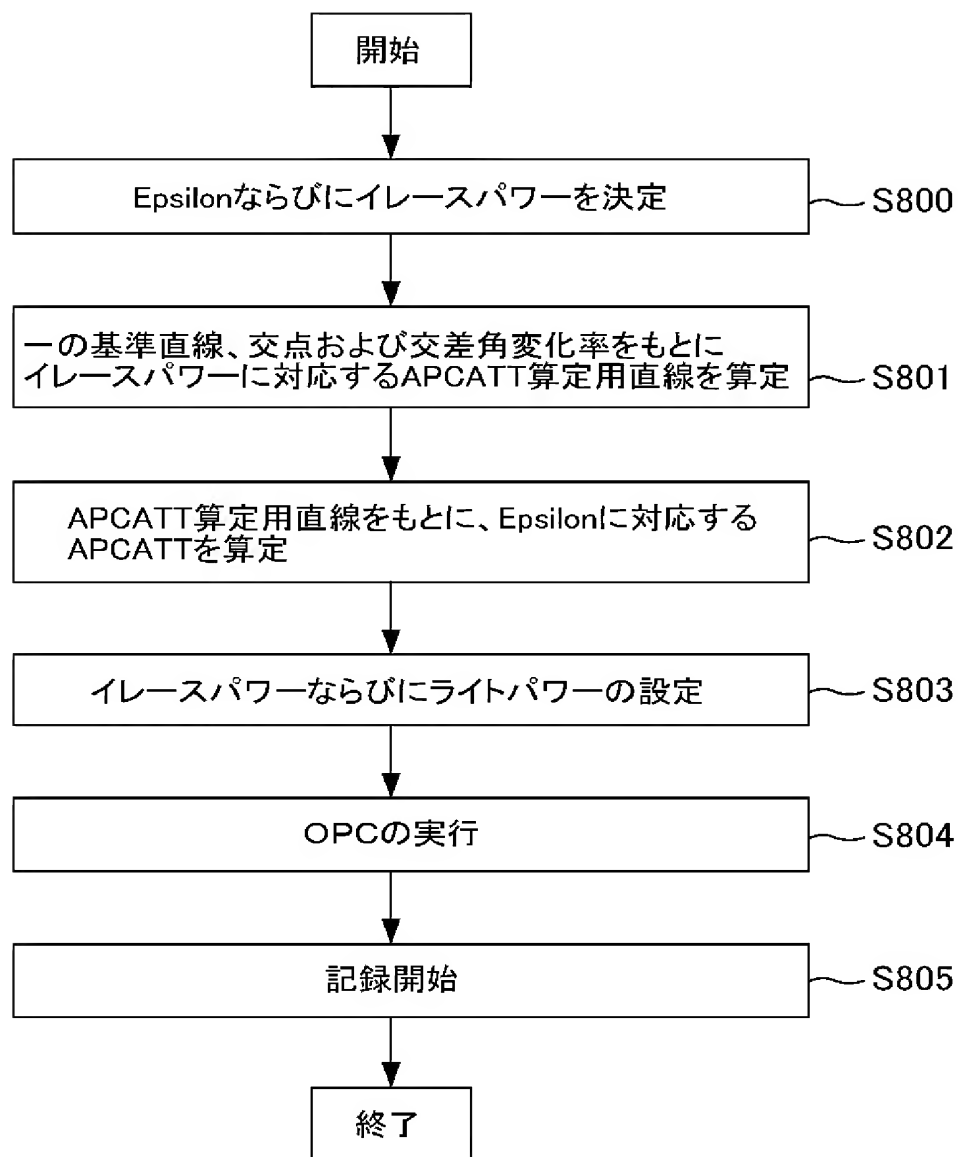 開始
Epsilonならびにイレースパワーを決定
S800
一の基準直線、交点および交差角変化率をもとに
イレースパワーに対応するAPCATT算定用直線を算定
S801
APCATT算定用直線をもとに、Epsilonに対応する
APCATTを算定
S802
イレースパワーならびにライトパワーの設定
S803
OPCの実行
S804
記録開始
S805
終了